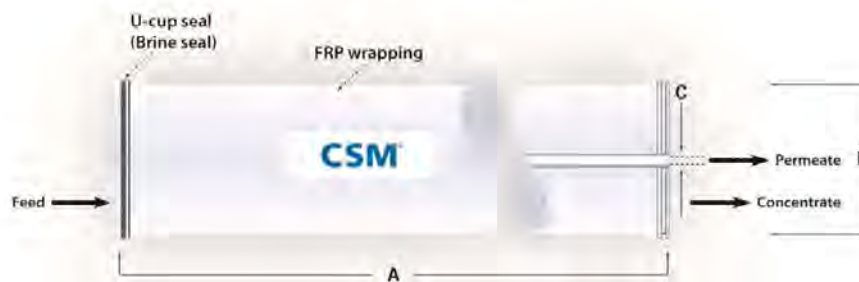 U-cup seal
(Brine seal)
FRP wrapping
C
CSM
Permeate
Feed
Concentrate
A